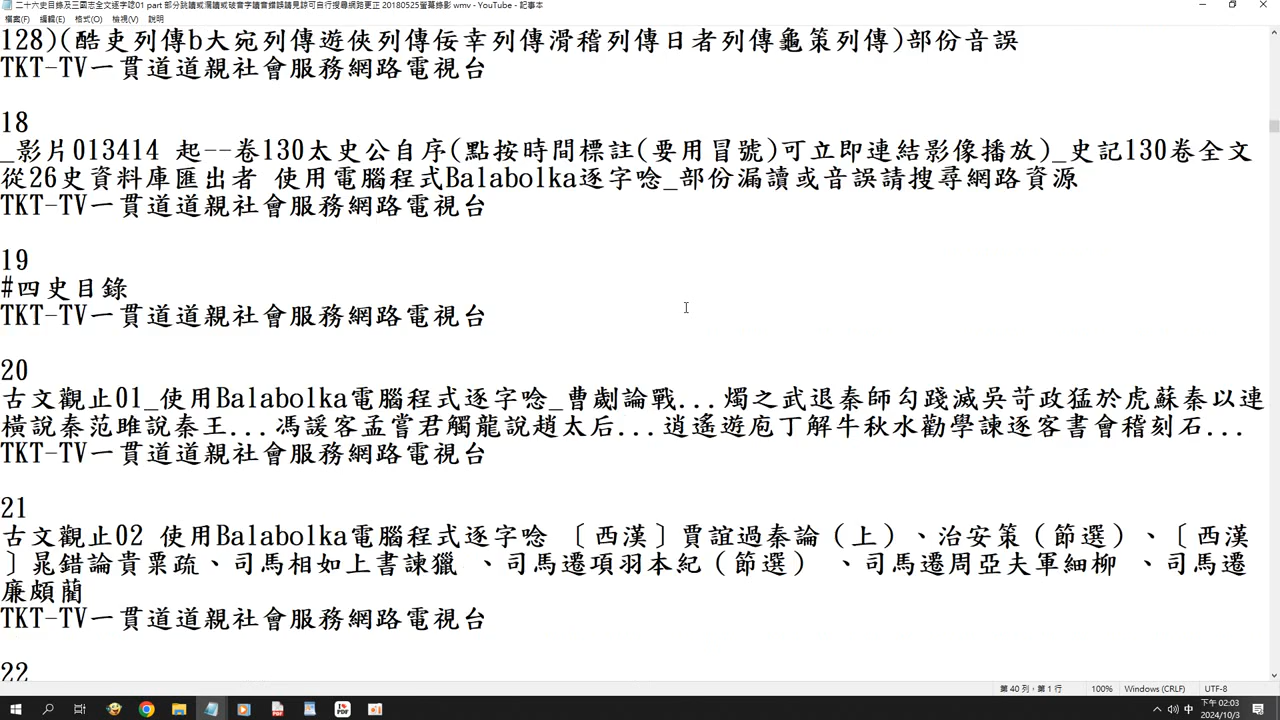 二十六史目錄及三國志全文逐字認01 part 部分跳讀或漏讀或破音字讀音錯誤請見諒可自行搜尋網路更正 20180525螢幕錄影 wmv - YouTube - 記事本
檔案(F) 編輯(E) 格式(O) 檢視(V) 說明
128)(酷吏列傳b大宛列傳遊俠列傳佞幸列傳滑稽列傳日者列傳龜策列傳)部份音誤
TKT-TV一貫道道親社會服務網路電視台
18
_影片013414 起--卷130太史公自序(點按時間標註(要用冒號)可立即連結影像播放)_史記130卷全文
從26史資料庫匯出者 使用電腦程式Balabolka逐字唸_部份漏讀或音誤請搜尋網路資源
TKT-TV一貫道道親社會服務網路電視台
19
#四史目錄
TKT-TV一貫道道親社會服務網路電視台
20
古文觀止01_使用Balabolka電腦程式逐字唸_曹劌論戰...燭之武退秦師勾踐滅吳苛政猛於虎蘇秦以連
橫說秦范雎說秦王...馮諼客孟嘗君觸龍說趙太后...逍遙遊庖丁解牛秋水勸學諫逐客書會稽刻石...
TKT-TV一貫道道親社會服務網路電視台
21
古文觀止02 使用Balabolka電腦程式逐字唸 〔西漢〕賈誼過秦論（上）、治安策（節選）、〔西漢
〕晁錯論貴粟疏、司馬相如上書諫獵 、司馬遷項羽本紀（節選） 、司馬遷周亞夫軍細柳 、司馬遷
廉頗藺
TKT-TV一貫道道親社會服務網路電視台
22
第 40 列，第 1 行 100% Windows (CRLF) UTF-8
中 下午 02:03
2024/10/3